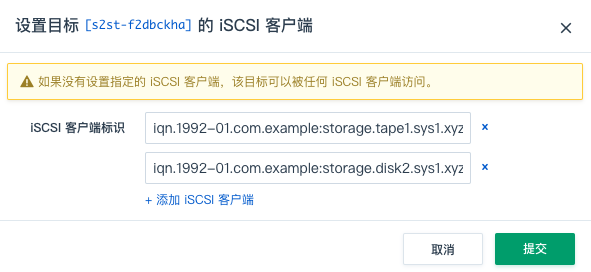 设置目标 [s2st-f2dbckha] 的 iSCSI 客户端
如果没有设置指定的 iSCSI 客户端，该目标可以被任何 iSCSI 客户端访问。
iSCSI 客户端标识
iqn.1992-01.com.example:storage.tape1.sys1.xyz
iqn.1992-01.com.example:storage.disk2.sys1.xyz
+ 添加 iSCSI 客户端
取消
提交